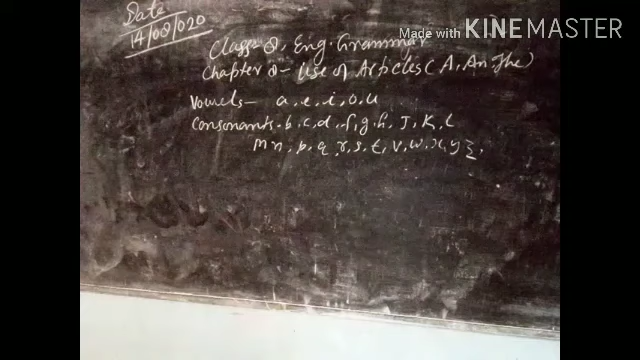 Date
14/08/020
Made with KINEMASTER
Class- 8. Eng. Grammar
Chapter 8- Use of Articles ( A, An The)
Vowels- a, e, i, o, u
Consonants- b, c, d, f, g, h, J, K, l
m n, p, q, r, s, t, v, w, x, y z,